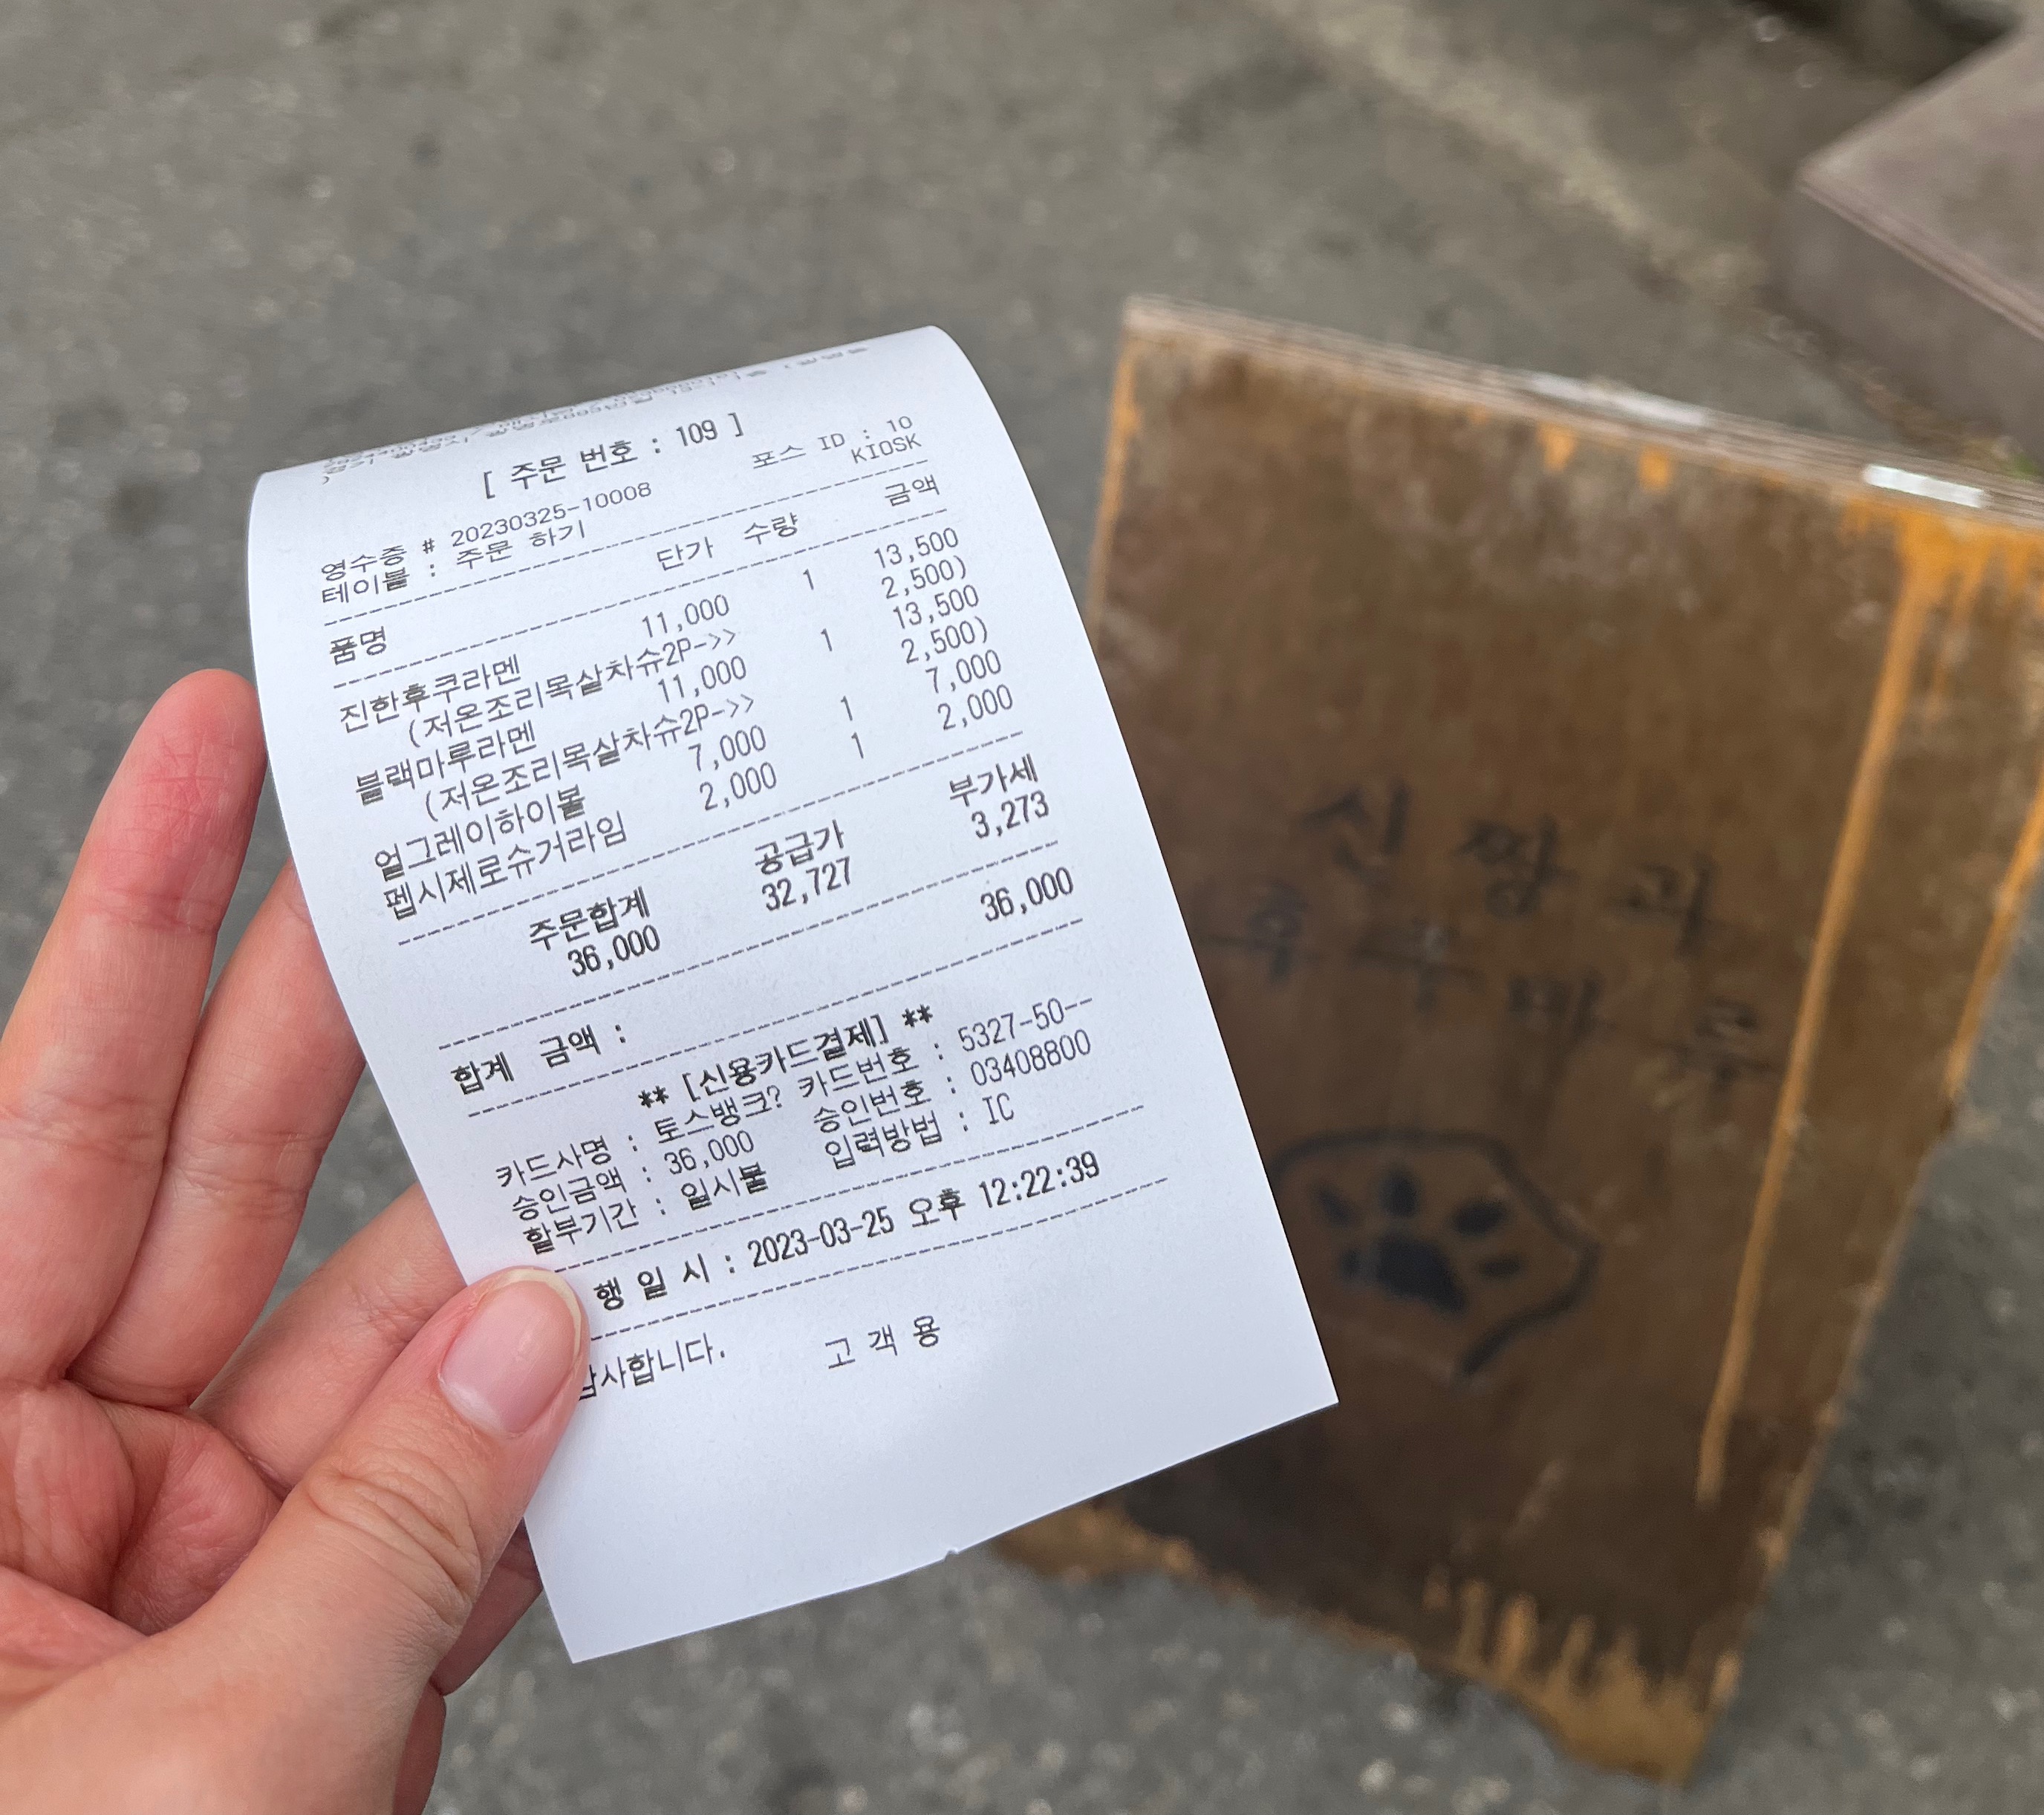 [ 주문 번호 : 109 ]
포스 ID : 10
영수증 # 20230325-10008 KIOSK
테이블 : 주문 하기
품명 단가 수량 금액
진한후쿠라멘 11,000 1 13,500
(저온조리목살차슈2P->> 2,500)
블랙마루라멘 11,000 1 13,500
(저온조리목살차슈2P->> 2,500)
얼그레이하이볼 7,000 1 7,000
펩시제로슈거라임 2,000 1 2,000
주문합계 공급가 부가세
36,000 32,727 3,273
합계 금액 : 36,000
** [신용카드결제] **
카드사명 : 토스뱅크? 카드번호 : 5327-50--
승인금액 : 36,000 승인번호 : 03408800
할부기간 : 일시불 입력방법 : IC
행 일 시 : 2023-03-25 오후 12:22:39
감사합니다. 고 객 용
신짱과
후쿠마루